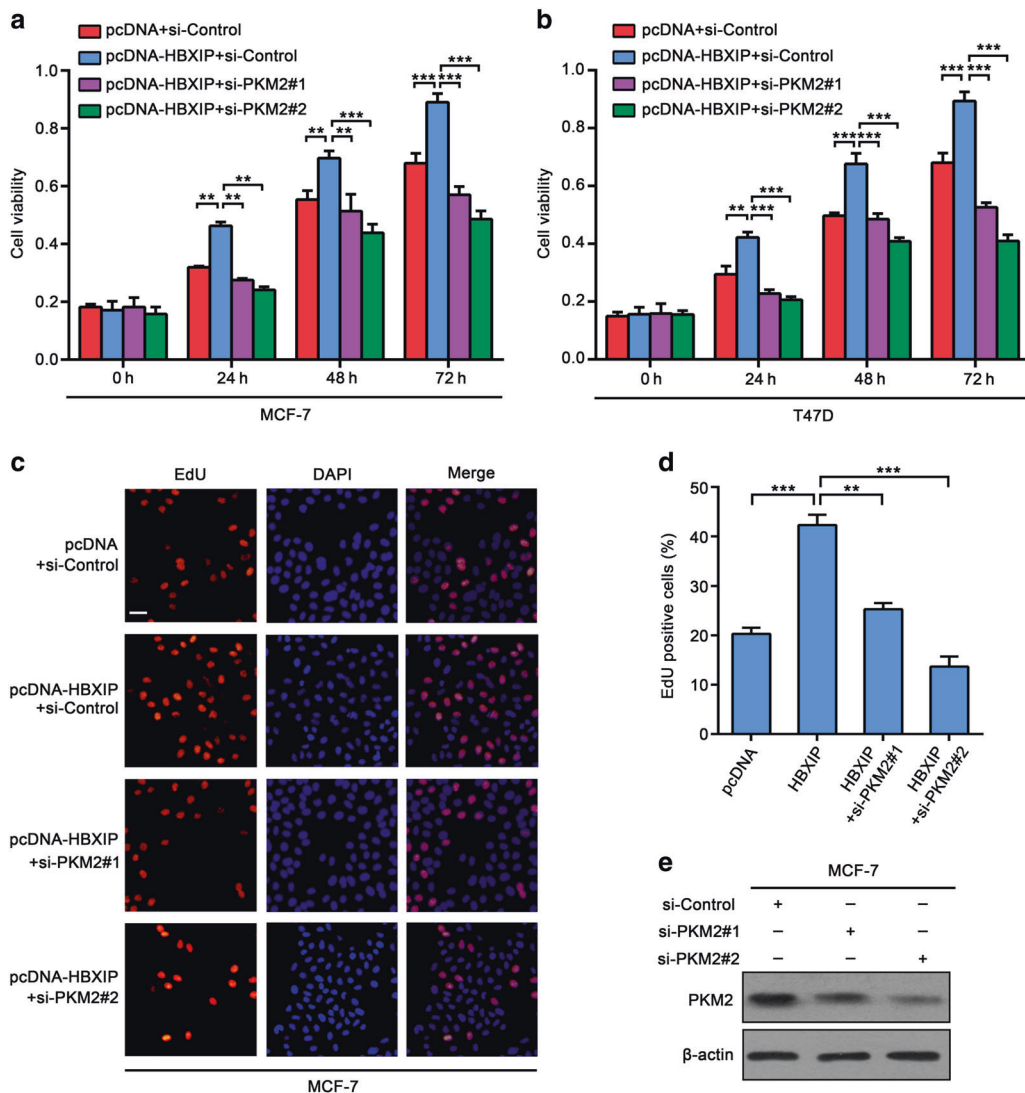 a
pcDNA+si-Control
pcDNA-HBXIP+si-Control
pcDNA-HBXIP+si-PKM2#1
pcDNA-HBXIP+si-PKM2#2
Cell viability
1.0
0.8
0.6
0.4
0.2
0.0
** **
**
** **
***
*** ***
***
0 h 24 h 48 h 72 h
MCF-7
b
pcDNA+si-Control
pcDNA-HBXIP+si-Control
pcDNA-HBXIP+si-PKM2#1
pcDNA-HBXIP+si-PKM2#2
Cell viability
1.0
0.8
0.6
0.4
0.2
0.0
** ***
***
*** ***
***
*** ***
***
0 h 24 h 48 h 72 h
T47D
c
EdU DAPI Merge
pcDNA
+si-Control
pcDNA-HBXIP
+si-Control
pcDNA-HBXIP
+si-PKM2#1
pcDNA-HBXIP
+si-PKM2#2
MCF-7
d
EdU positive cells (%)
50
40
30
20
10
0
*** **
***
pcDNA
HBXIP
HBXIP
+si-PKM2#1
HBXIP
+si-PKM2#2
e
MCF-7
si-Control + – –
si-PKM2#1 – + –
si-PKM2#2 – – +
PKM2
β-actin